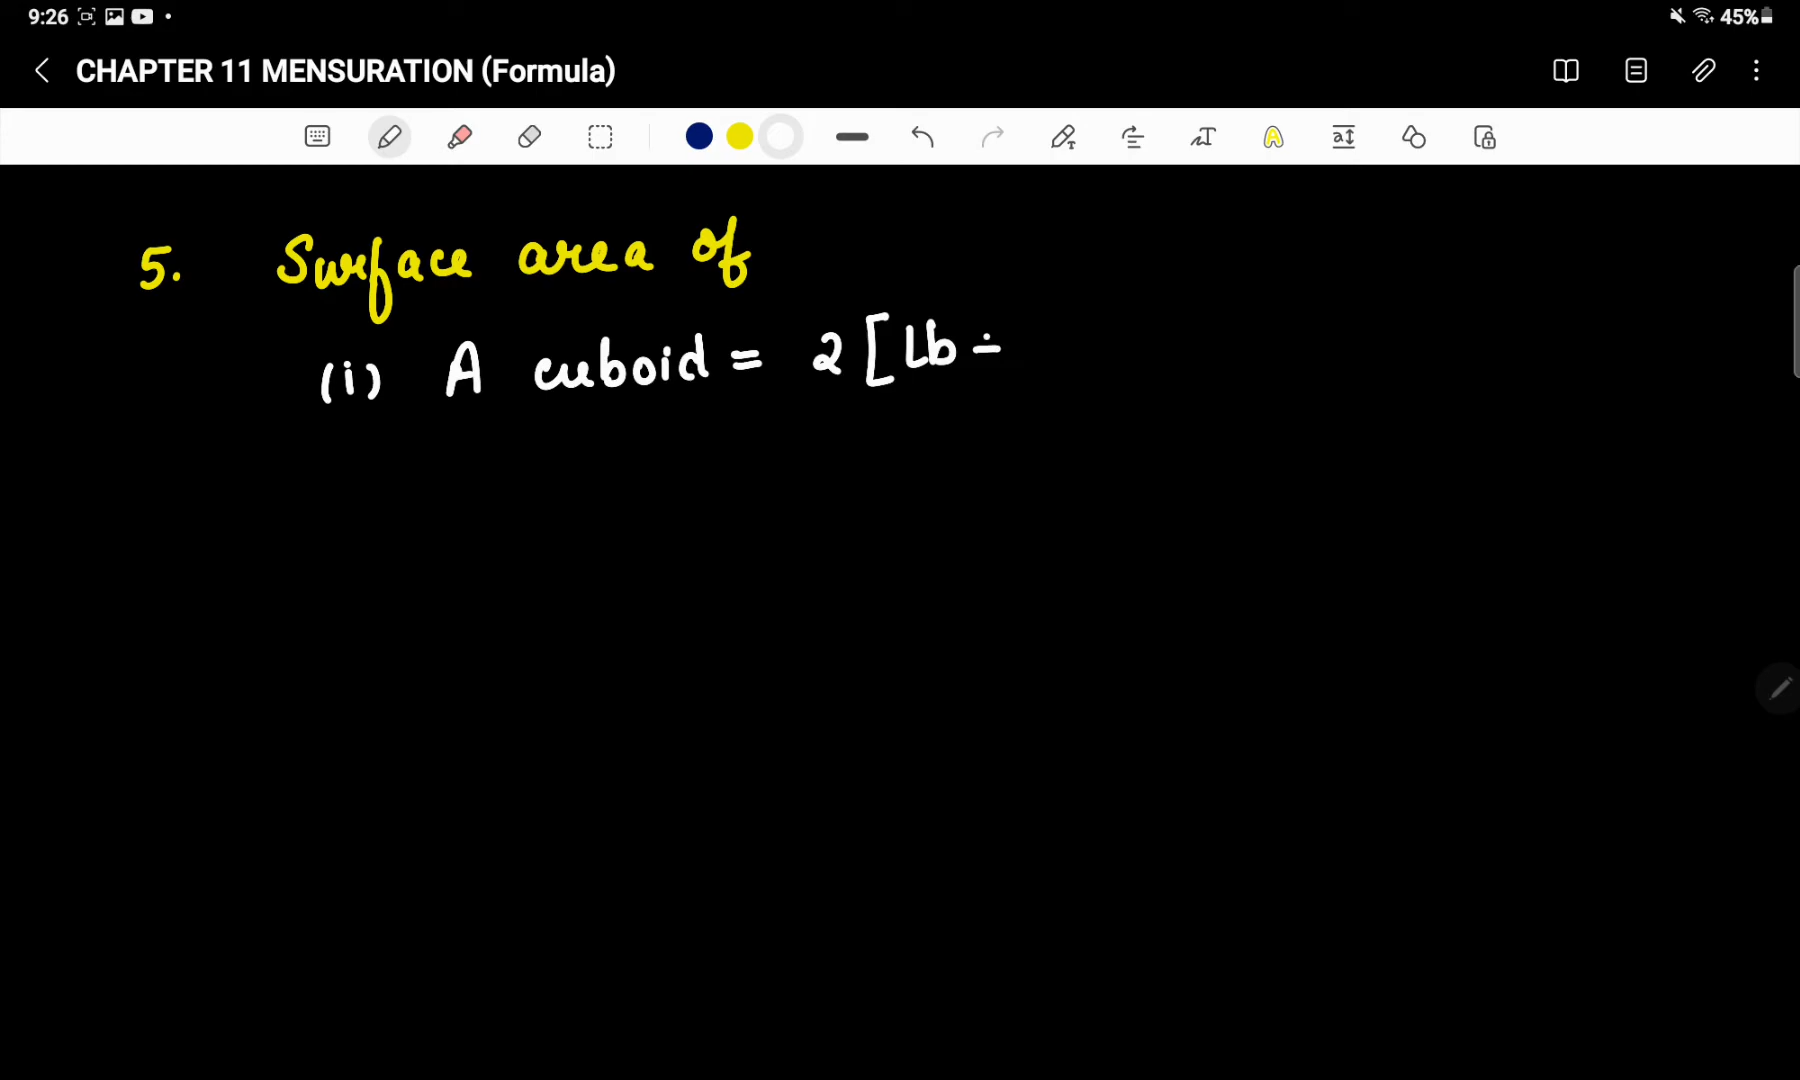 9:26 45%
CHAPTER 11 MENSURATION (Formula)
5. Surface area of
(i) A cuboid = 2 [Lb ÷